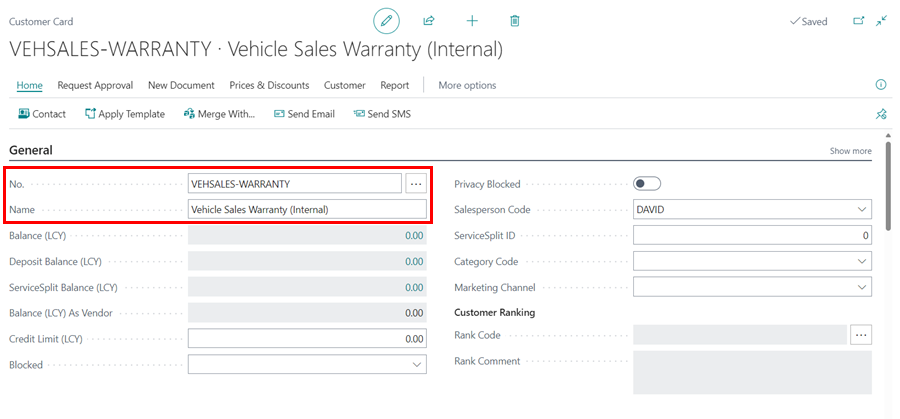 Customer Card
Saved
VEHSALES-WARRANTY · Vehicle Sales Warranty (Internal)
Home Request Approval New Document Prices & Discounts Customer Report More options
Contact Apply Template Merge With... Send Email Send SMS
General
Show more
No. VEHSALES-WARRANTY ...
Name Vehicle Sales Warranty (Internal)
Balance (LCY) 0.00
Deposit Balance (LCY) 0.00
ServiceSplit Balance (LCY) 0.00
Balance (LCY) As Vendor 0.00
Credit Limit (LCY) 0.00
Blocked
Privacy Blocked
Salesperson Code DAVID
ServiceSplit ID 0
Category Code
Marketing Channel
Customer Ranking
Rank Code ...
Rank Comment